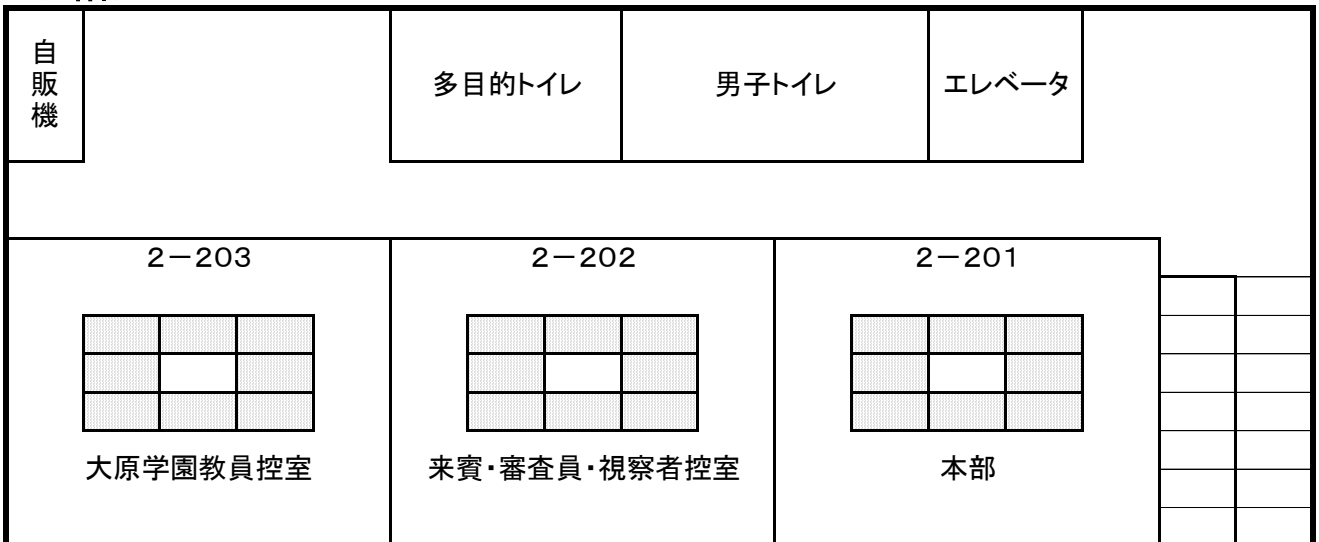 自販機
多目的トイレ
男子トイレ
エレベータ
２－２０３
２－２０２
２－２０１
大原学園教員控室
来賓・審査員・視察者控室
本部